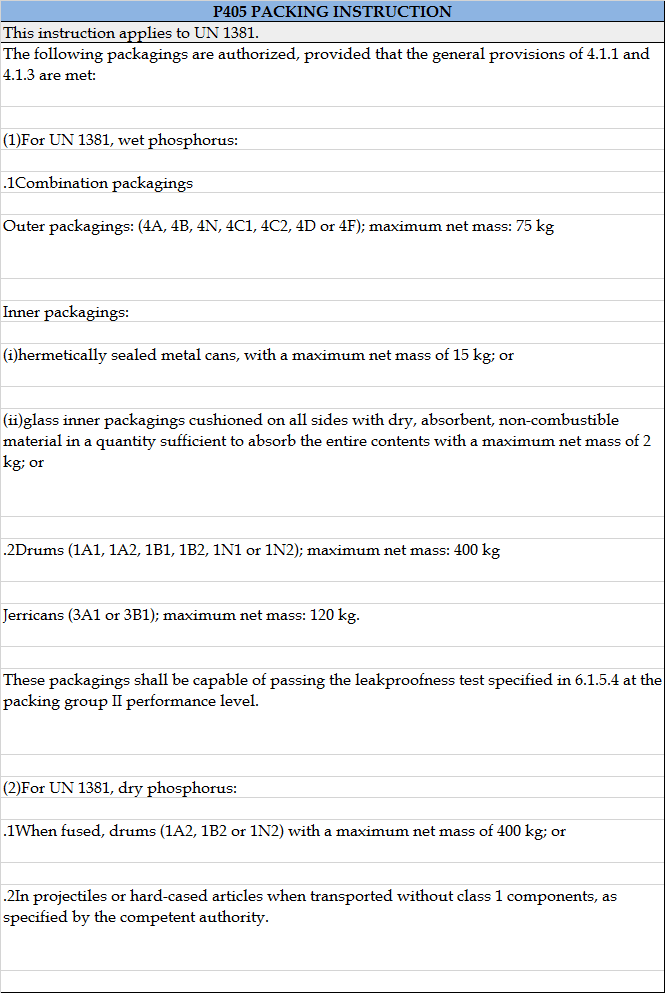 P405 PACKING INSTRUCTION
This instruction applies to UN 1381.
The following packagings are authorized, provided that the general provisions of 4.1.1 and
4.1.3 are met:
(1)For UN 1381, wet phosphorus:
.1Combination packagings
Outer packagings: (4A, 4B, 4N, 4C1, 4C2, 4D or 4F); maximum net mass: 75 kg
Inner packagings:
(i)hermetically sealed metal cans, with a maximum net mass of 15 kg; or
(ii)glass inner packagings cushioned on all sides with dry, absorbent, non-combustible
material in a quantity sufficient to absorb the entire contents with a maximum net mass of 2
kg; or
.2Drums (1A1, 1A2, 1B1, 1B2, 1N1 or 1N2); maximum net mass: 400 kg
Jerricans (3A1 or 3B1); maximum net mass: 120 kg.
These packagings shall be capable of passing the leakproofness test specified in 6.1.5.4 at the
packing group II performance level.
(2)For UN 1381, dry phosphorus:
.1When fused, drums (1A2, 1B2 or 1N2) with a maximum net mass of 400 kg; or
.2In projectiles or hard-cased articles when transported without class 1 components, as
specified by the competent authority.